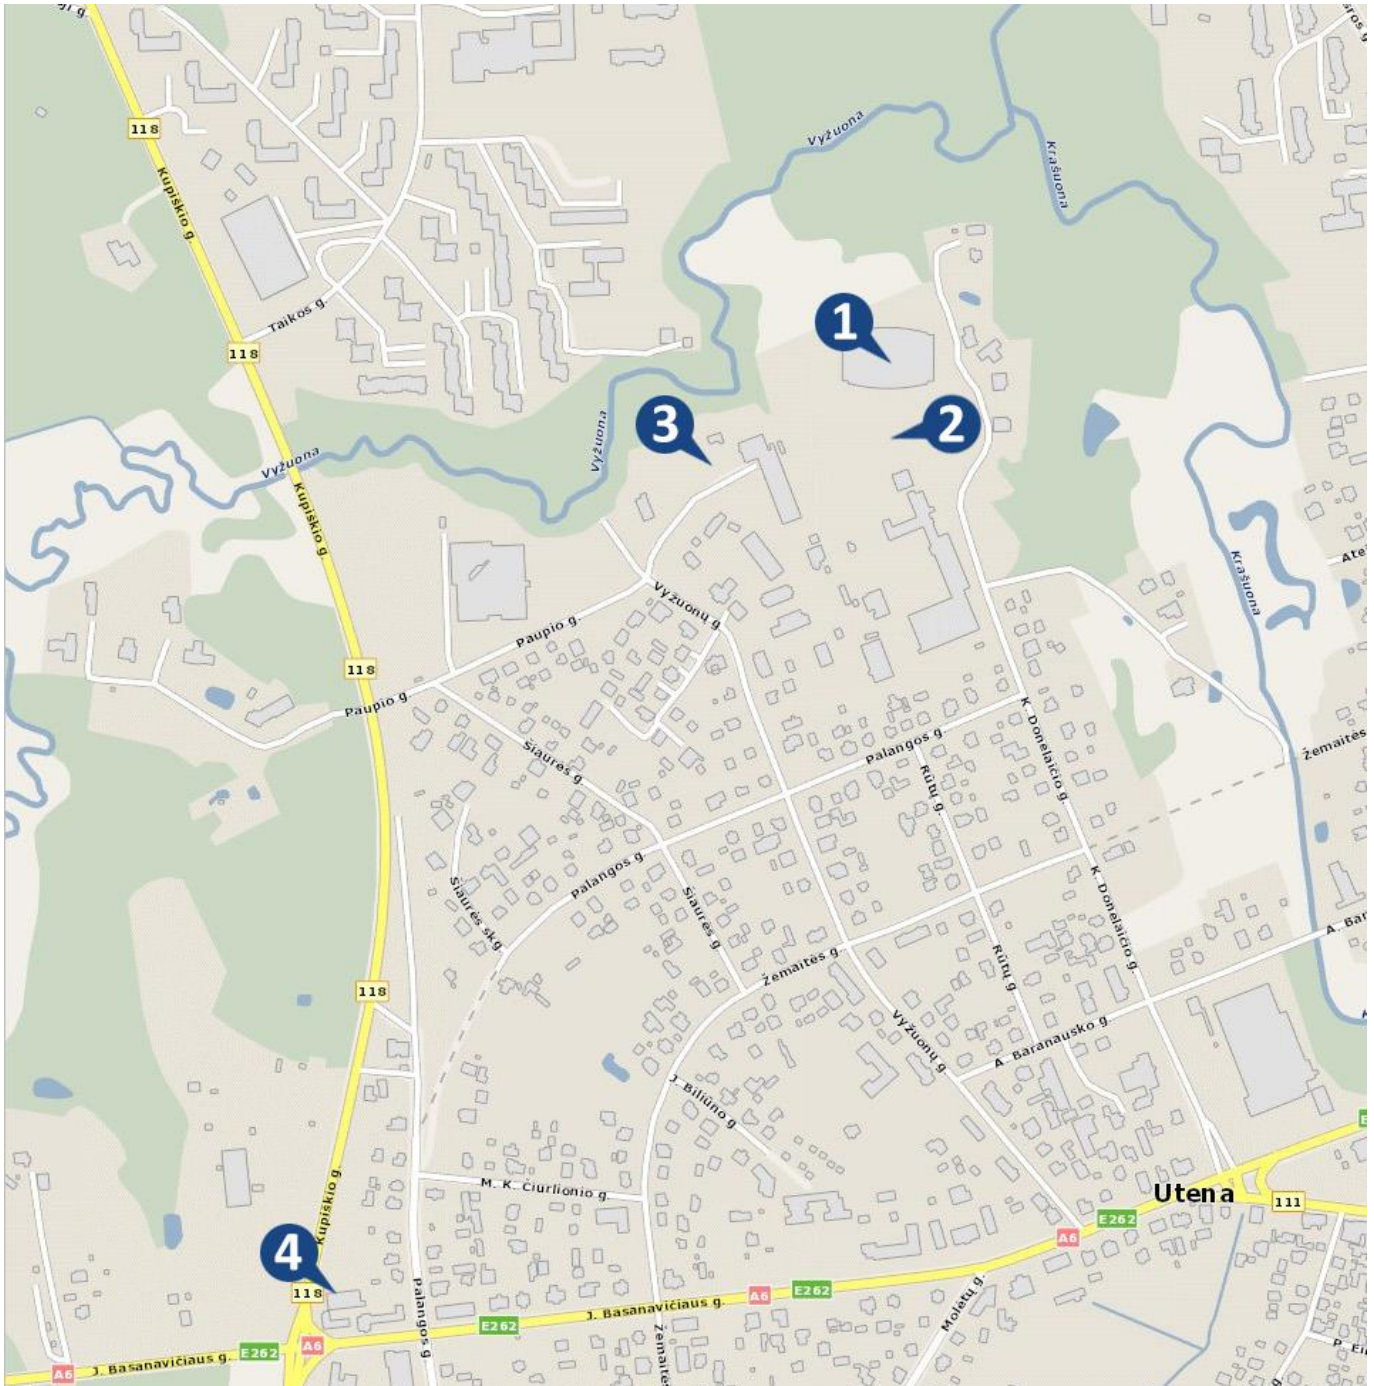 118
Kupiškio g.
Vyžuona
Krašuona
118
Taikos g.
1
2
3
Vyžuona
Vyžuona
Kupiškio g.
Krašuona
Vyžuonų g.
Paupio g.
118
Paupio g.
K. Donelaičio g.
Palangos g.
Žemaitės
Šiaurės g.
Rūtų g.
Palangos g.
Šiaurės skg
Šiaurės g.
K. Donelaičio g.
A. Bar
Žemaitės g.
Rūtų g.
118
Vyžuonų g.
A. Baranausko g.
J. Biliūno g
M. K. Čiurlionio g.
Utena
111
Kupiškio g.
E262
A6
4
118
Palangos g
E262
J. Basanavičiaus g.
A6
E262
Molėtų g.
Žemaitės
A6
J. Basanavičiaus g.
E262
A6